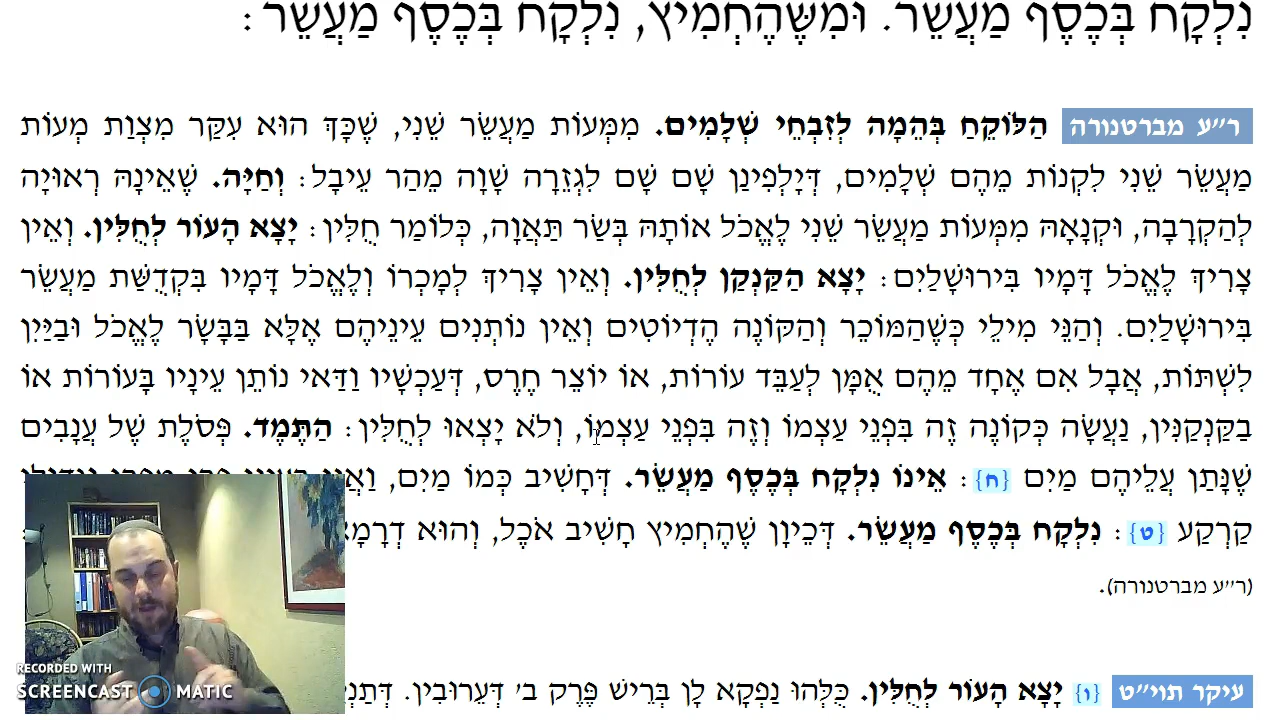 נִלְקָח בְּכֶסֶף מַעֲשֵׂר. וּמִשֶּׁהֶחְמִיץ, נִלְקָח בְּכֶסֶף מַעֲשֵׂר:
ר״ע מברטנורה הַלּוֹקֵחַ בְּהֵמָה לְזִבְחֵי שְׁלָמִים. מִמְּעוֹת מַעֲשֵׂר שֵׁנִי, שֶׁכָּךְ הוּא עִקַּר מִצְוַת מְעוֹת
מַעֲשֵׂר שֵׁנִי לִקְנוֹת מֵהֶם שְׁלָמִים, דְּיָלְפִינַן שָׁם שָׁם לִגְזֵרָה שָׁוָה מֵהַר עֵיבָל: וְחַיָּה. שֶׁאֵינָהּ רְאוּיָה
לְהַקְרָבָה, וּקְנָאָהּ מִמְּעוֹת מַעֲשֵׂר שֵׁנִי לֶאֱכֹל אוֹתָהּ בְּשַׂר תַּאֲוָה, כְּלוֹמַר חֻלִּין: יָצָא הָעוֹר לְחֻלִּין. וְאֵין
צָרִיךְ לֶאֱכֹל דָּמָיו בִּירוּשָׁלַיִם: יָצָא הַקַּנְקַן לְחֻלִּין. וְאֵין צָרִיךְ לְמָכְרוֹ וְלֶאֱכֹל דָּמָיו בִּקְדֻשַּׁת מַעֲשֵׂר
בִּירוּשָׁלַיִם. וְהַנֵּי מִילֵי כְּשֶׁהַמּוֹכֵר וְהַקּוֹנֶה הֶדְיוֹטִים וְאֵין נוֹתְנִים עֵינֵיהֶם אֶלָּא בַּבָּשָׂר לֶאֱכֹל וּבַיַּיִן
לִשְׁתּוֹת, אֲבָל אִם אֶחָד מֵהֶם אֻמָּן לְעַבֵּד עוֹרוֹת, אוֹ יוֹצֵר חֶרֶס, דְּעַכְשָׁיו וַדַּאי נוֹתֵן עֵינָיו בָּעוֹרוֹת אוֹ
בַּקַּנְקַנִּין, נַעֲשָׂה כְּקוֹנֶה זֶה בִּפְנֵי עַצְמוֹ וְזֶה בִּפְנֵי עַצְמוֹ, וְלֹא יָצְאוּ לְחֻלִּין: הַתֶּמֶד. פְּסֹלֶת שֶׁל עֲנָבִים
שֶׁנָּתַן עֲלֵיהֶם מַיִם {ח}: אֵינוֹ נִלְקָח בְּכֶסֶף מַעֲשֵׂר. דְּחָשִׁיב כְּמוֹ מַיִם,
קַרְקַע {ט}: נִלְקָח בְּכֶסֶף מַעֲשֵׂר. דְּכֵיוָן שֶׁהֶחְמִיץ חָשִׁיב אֹכֶל, וְהוּא
(ר״ע מברטנורה).
עיקר תוי״ט {ו} יָצָא הָעוֹר לְחֻלִּין. כֻּלְּהוּ נַפְקָא לָן בְּרֵישׁ פֶּרֶק ב׳ דְּעֵרוּבִין.
RECORDED WITH
SCREENCAST MATIC